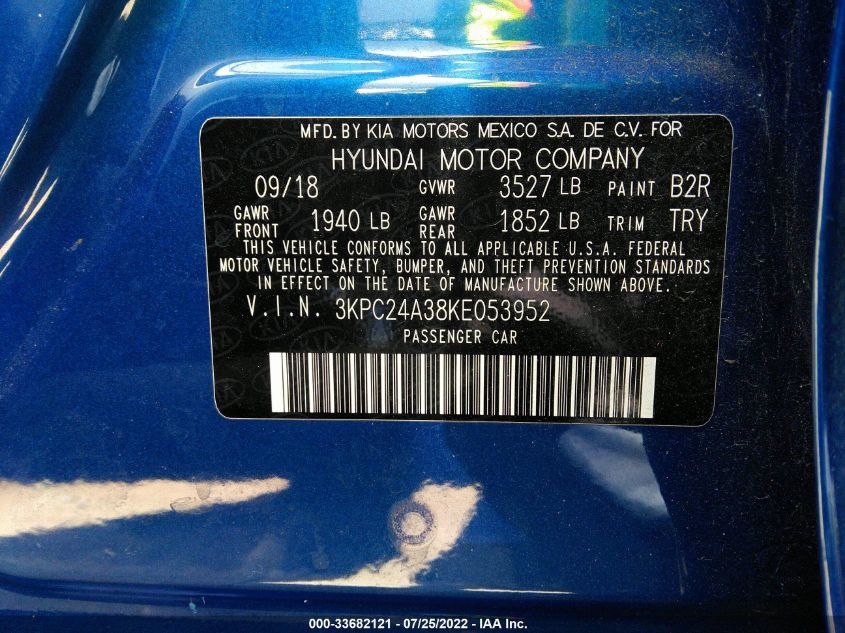 MFD. BY KIA MOTORS MEXICO S.A. DE C.V. FOR
HYUNDAI MOTOR COMPANY
09/18 GVWR 3527 LB PAINT B2R
GAWR FRONT 1940 LB GAWR REAR 1852 LB TRIM TRY
THIS VEHICLE CONFORMS TO ALL APPLICABLE U.S.A. FEDERAL
MOTOR VEHICLE SAFETY, BUMPER, AND THEFT PREVENTION STANDARDS
IN EFFECT ON THE DATE OF MANUFACTURE SHOWN ABOVE.
V.I.N. 3KPC24A38KE053952
PASSENGER CAR
000-33682121 - 07/25/2022 - IAA Inc.